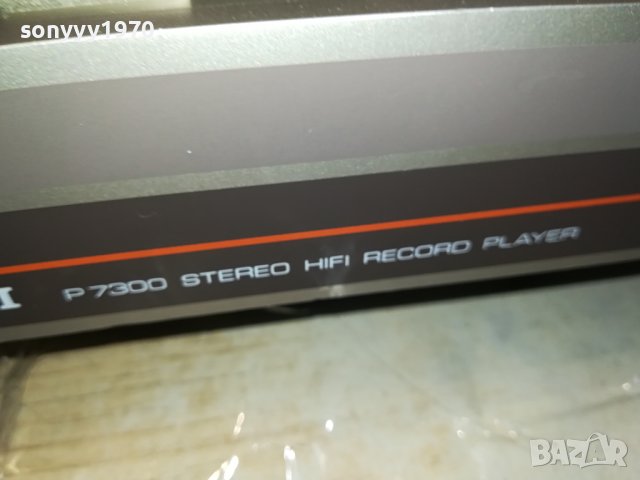 sonyvv1970.
I P7300 STEREO HIFI RECORD PLAYER
BAZAR